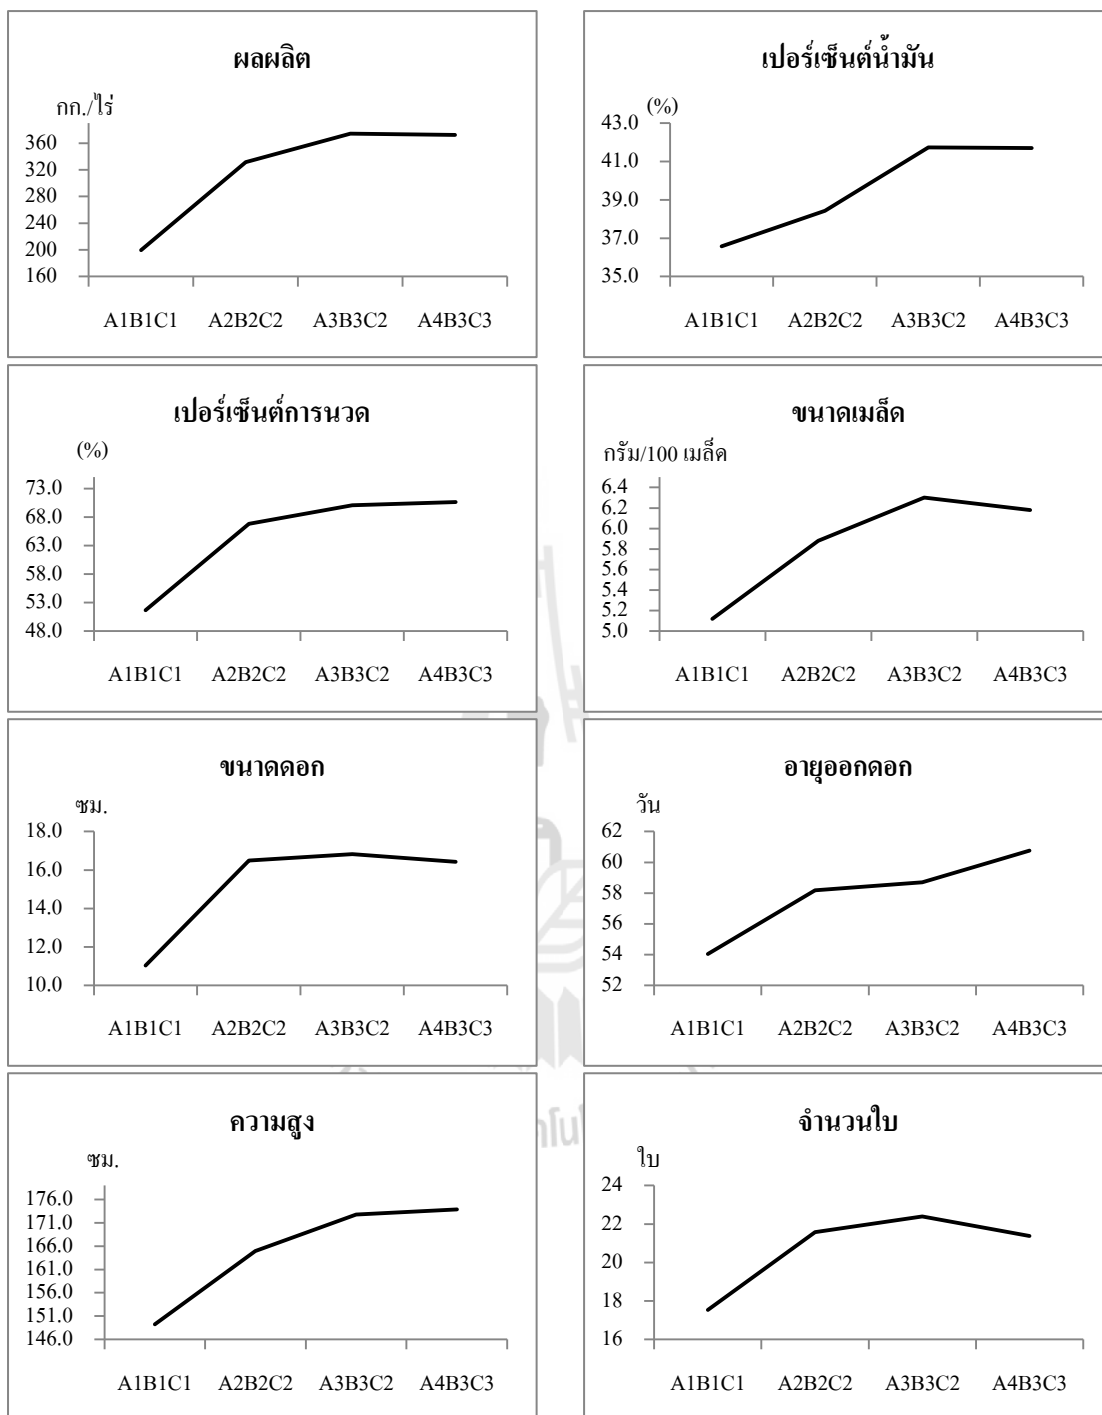 ผลผลิต
กก./ไร่
360
320
280
240
200
160
A1B1C1 A2B2C2 A3B3C2 A4B3C3
เปอร์เซ็นต์น้ำมัน
(%)
43.0
41.0
39.0
37.0
35.0
A1B1C1 A2B2C2 A3B3C2 A4B3C3
เปอร์เซ็นต์การนวด
(%)
73.0
68.0
63.0
58.0
53.0
48.0
A1B1C1 A2B2C2 A3B3C2 A4B3C3
ขนาดเมล็ด
กรัม/100 เมล็ด
6.4
6.2
6.0
5.8
5.6
5.4
5.2
5.0
A1B1C1 A2B2C2 A3B3C2 A4B3C3
ขนาดดอก
ซม.
18.0
16.0
14.0
12.0
10.0
A1B1C1 A2B2C2 A3B3C2 A4B3C3
อายุออกดอก
วัน
62
60
58
56
54
52
A1B1C1 A2B2C2 A3B3C2 A4B3C3
ความสูง
ซม.
176.0
171.0
166.0
161.0
156.0
151.0
146.0
A1B1C1 A2B2C2 A3B3C2 A4B3C3
จำนวนใบ
ใบ
24
22
20
18
16
A1B1C1 A2B2C2 A3B3C2 A4B3C3